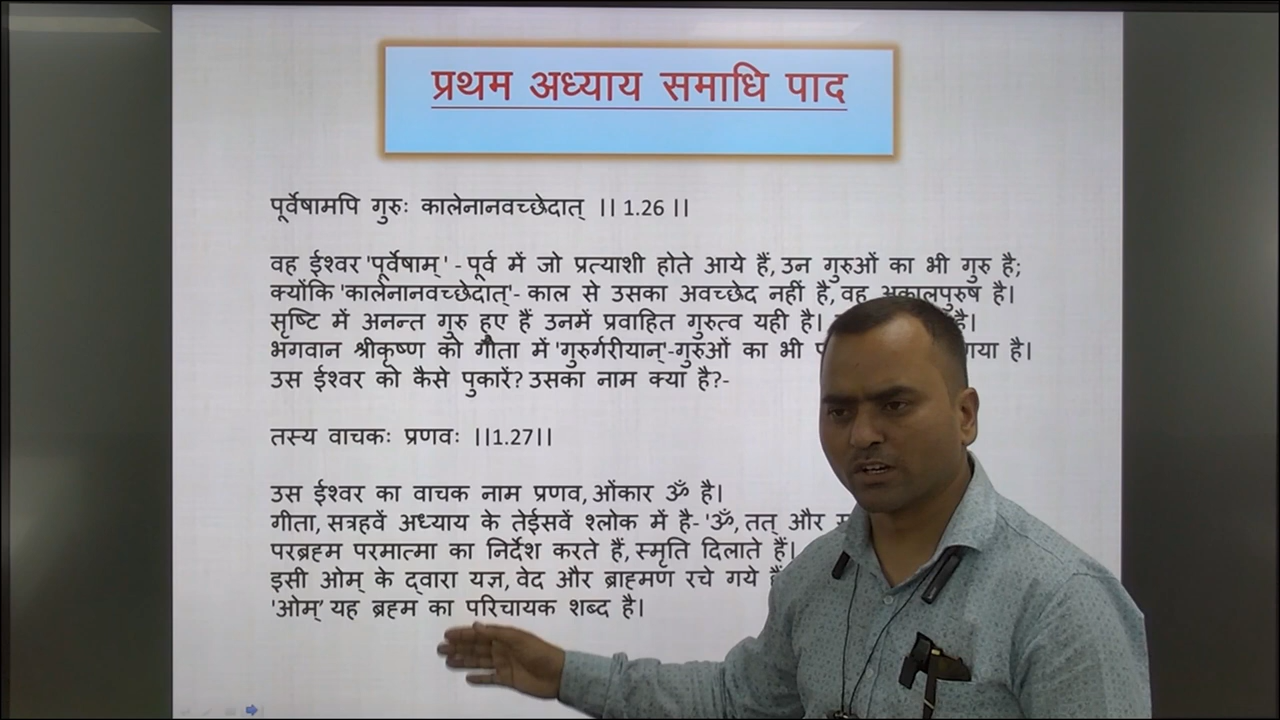 प्रथम अध्याय समाधि पाद
पूर्वेषामपि गुरुः कालेनानवच्छेदात् ।। 1.26 ।।
वह ईश्वर 'पूर्वेषाम् ' - पूर्व में जो प्रत्याशी होते आये हैं, उन गुरुओं का भी गुरु है;
क्योंकि 'कालेनानवच्छेदात्'- काल से उसका अवच्छेद नहीं है, वह अकालपुरुष है।
सृष्टि में अनन्त गुरु हुए हैं उनमें प्रवाहित गुरुत्व यही है। है।
भगवान श्रीकृष्ण को गीता में 'गुरुर्गरीयान्'-गुरुओं का भी गया है।
उस ईश्वर को कैसे पुकारें? उसका नाम क्या है?-
तस्य वाचकः प्रणवः ।।1.27।।
उस ईश्वर का वाचक नाम प्रणव, ओंकार ॐ है।
गीता, सत्रहवें अध्याय के तेईसवें श्लोक में है- 'ॐ, तत् और
परब्रह्म परमात्मा का निर्देश करते हैं, स्मृति दिलाते हैं।
इसी ओम् के द्वारा यज्ञ, वेद और ब्राह्मण रचे गये
'ओम्' यह ब्रह्म का परिचायक शब्द है।